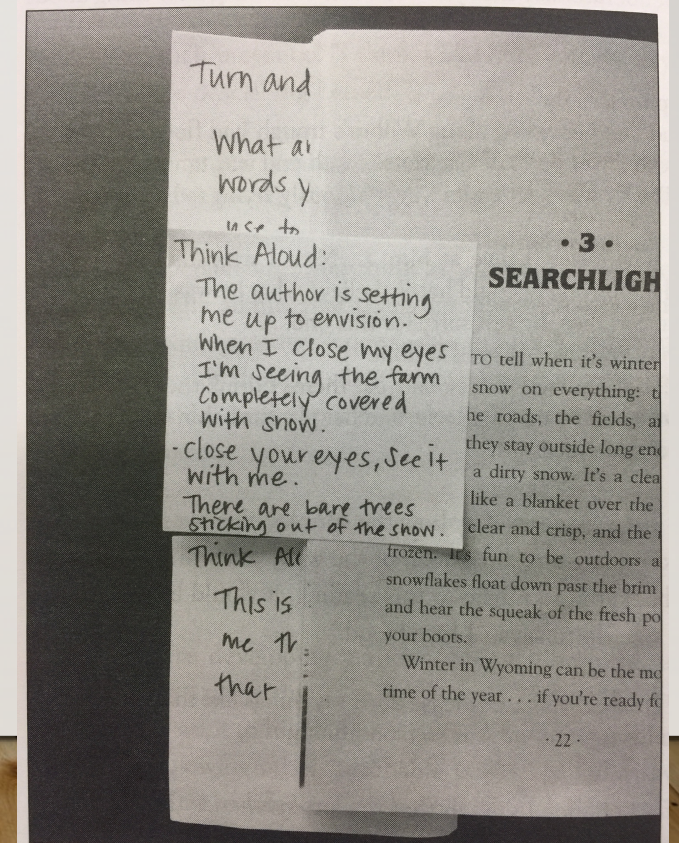 Turn and
What
words y
use to
Think Aloud:
The author is setting
me up to envision.
When I close my eyes
I'm seeing the farm
completely covered
with snow.
- Close your eyes, see it
with me.
There are bare trees
sticking out of the snow.
Think
This is
me
that
• 3 •
SEARCHLIGH
TO tell when it's winter
snow on everything:
he roads, the fields,
they stay outside long
a dirty snow. It's a
like a blanket over the
clear and crisp, and the
frozen. It's fun to be outdoors
snowflakes float down past the brim
and hear the squeak of the fresh
your boots.
Winter in Wyoming can be the
time of the year . . . if you're ready
· 22 ·